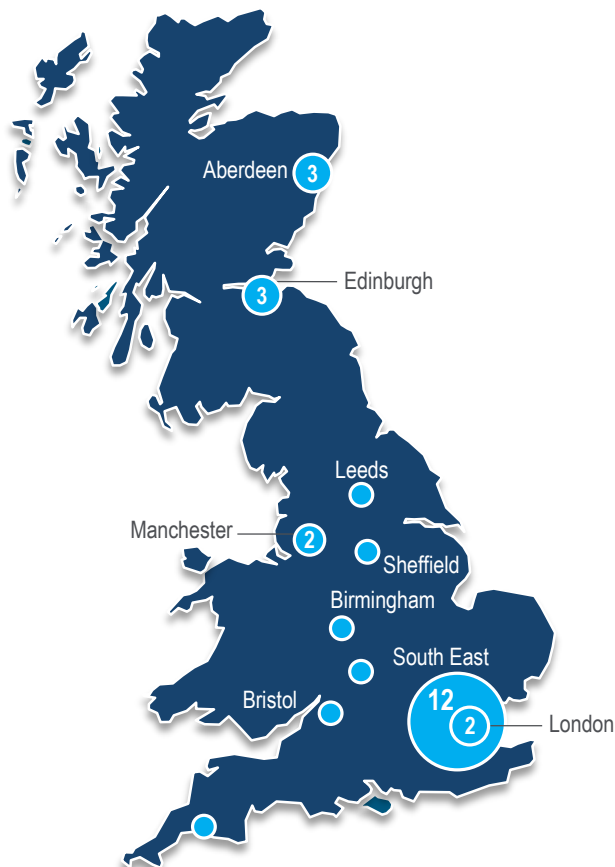 Aberdeen 3
Edinburgh
3
Leeds
Manchester 2
Sheffield
Birmingham
South East
12
Bristol
2 London